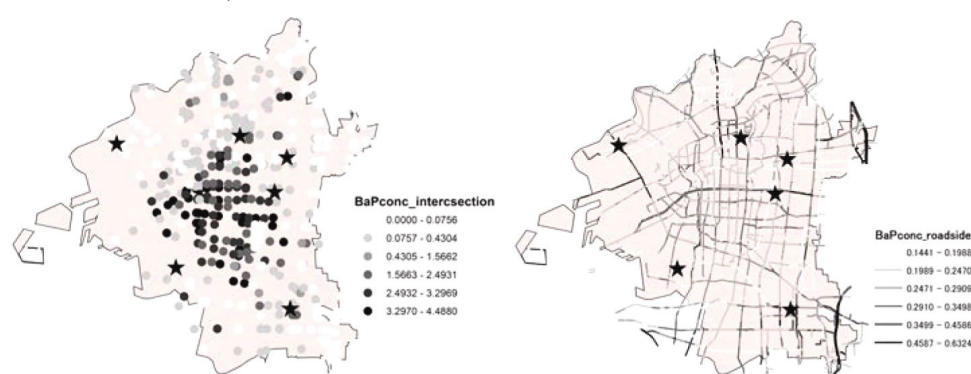 BaPconc_intercsection
0.0000 - 0.0756
0.0757 - 0.4304
0.4305 - 1.5662
1.5663 - 2.4931
2.4932 - 3.2969
3.2970 - 4.4880
BaPconc_roadside
0.1441 - 0.1988
0.1989 - 0.2470
0.2471 - 0.2909
0.2910 - 0.3498
0.3499 - 0.4586
0.4587 - 0.6324